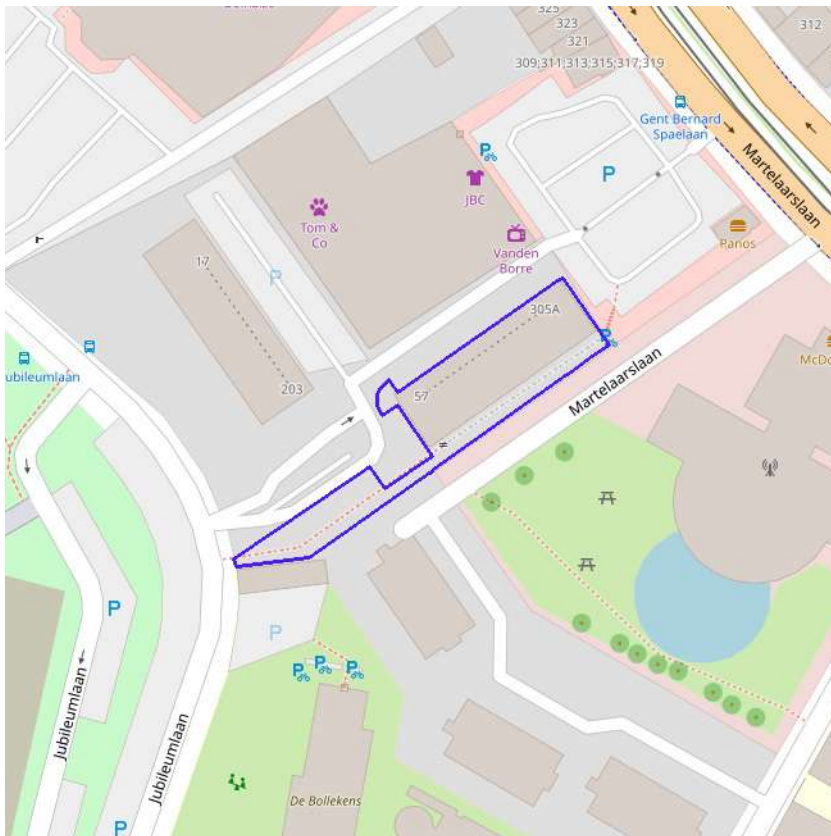 325
323
321
309;311;313;315;317;319
312
Gent Bernard
Spaelaan
P
P
JBC
Martelaarslaan
Tom &
Co
Vanden
Borre
Panos
17
P
305A
P
McDo
Jubileumlaan
203
57
Martelaarslaan
P
P
Jubileumlaan
Jubileumlaan
P
P
P
De Bollekens
P